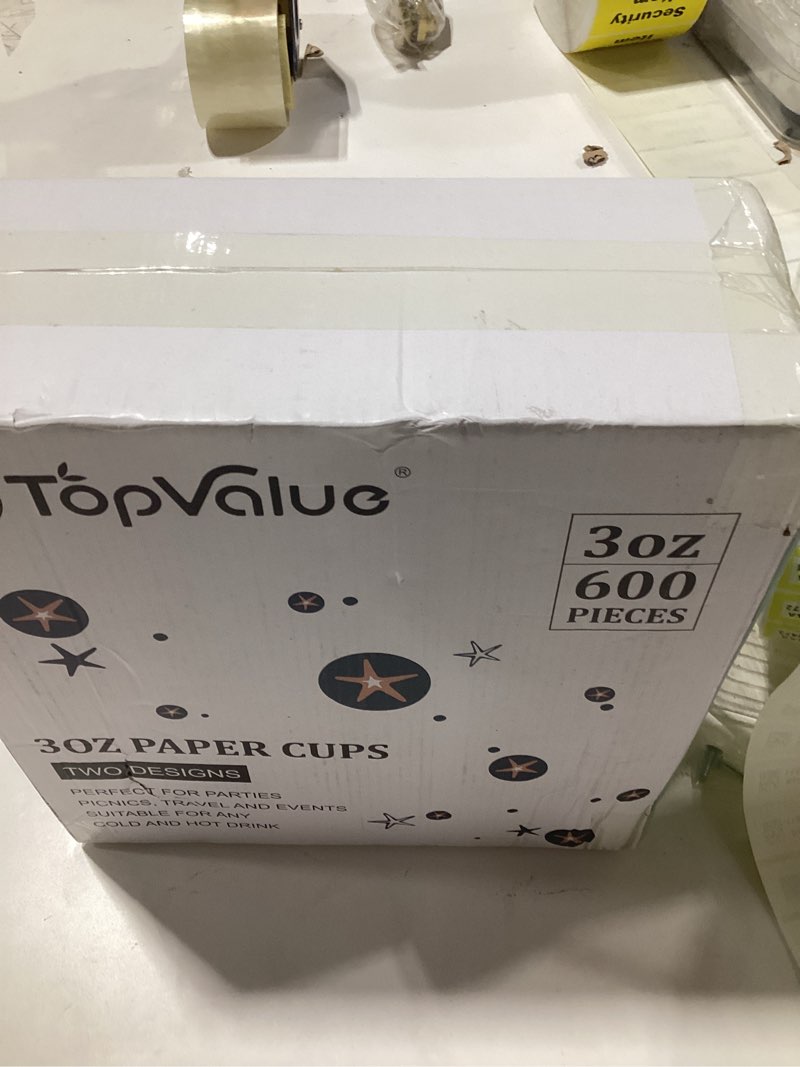 Security
Item
TopValue®
3oz
600
PIECES
3OZ PAPER CUPS
TWO DESIGNS
PERFECT FOR PARTIES
PICNICS, TRAVEL AND EVENTS
SUITABLE FOR ANY
COLD AND HOT DRINK